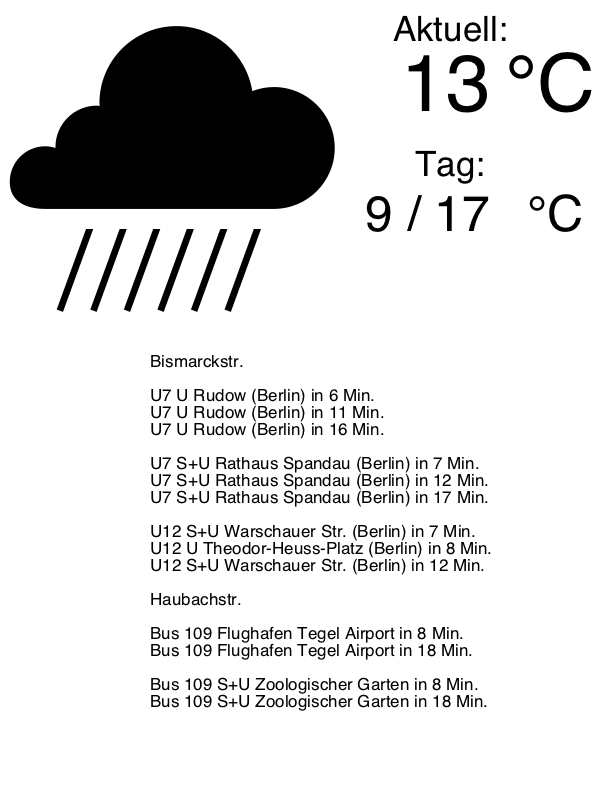 Aktuell:
13 °C
Tag:
9 / 17 °C
Bismarckstr.
U7 U Rudow (Berlin) in 6 Min.
U7 U Rudow (Berlin) in 11 Min.
U7 U Rudow (Berlin) in 16 Min.
U7 S+U Rathaus Spandau (Berlin) in 7 Min.
U7 S+U Rathaus Spandau (Berlin) in 12 Min.
U7 S+U Rathaus Spandau (Berlin) in 17 Min.
U12 S+U Warschauer Str. (Berlin) in 7 Min.
U12 U Theodor-Heuss-Platz (Berlin) in 8 Min.
U12 S+U Warschauer Str. (Berlin) in 12 Min.
Haubachstr.
Bus 109 Flughafen Tegel Airport in 8 Min.
Bus 109 Flughafen Tegel Airport in 18 Min.
Bus 109 S+U Zoologischer Garten in 8 Min.
Bus 109 S+U Zoologischer Garten in 18 Min.